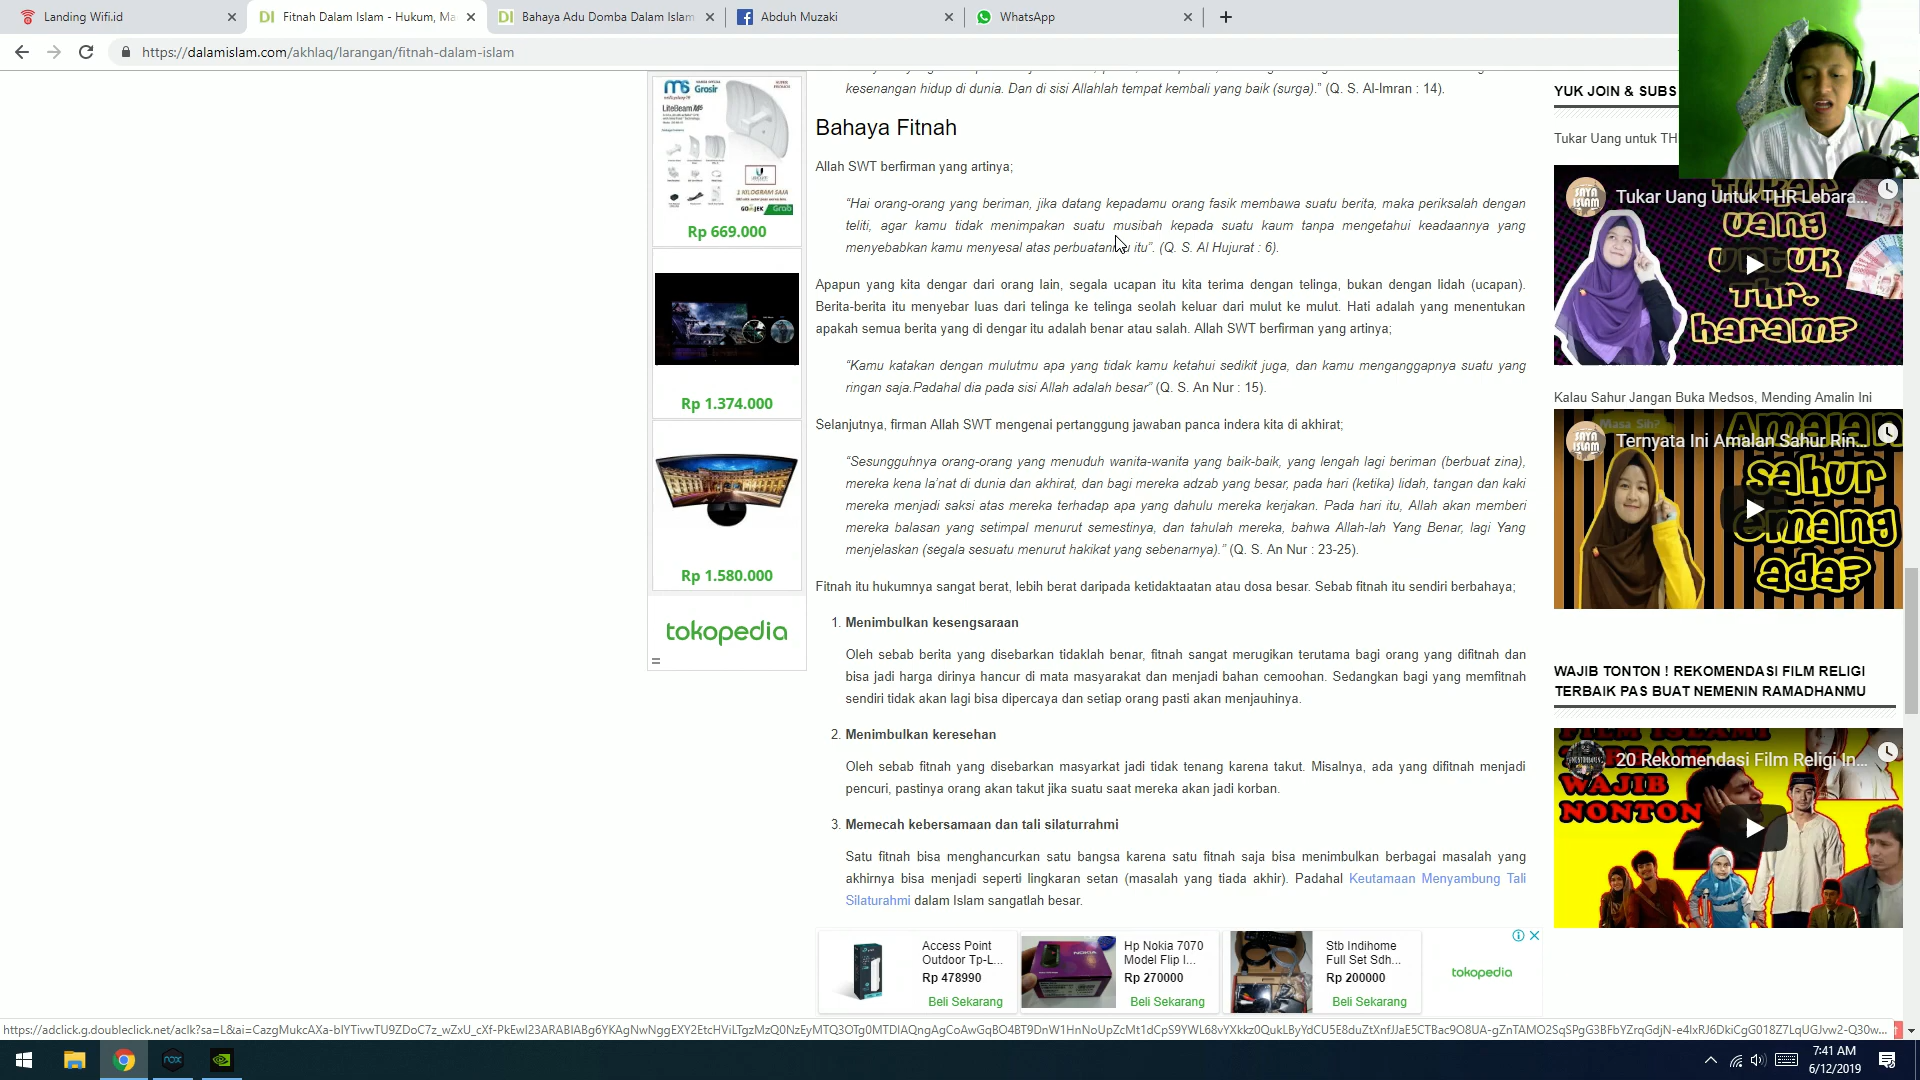 Landing Wifi.id
Fitnah Dalam Islam - Hukum, Ma
Bahaya Adu Domba Dalam Islam
Abduh Muzaki
WhatsApp
https://dalamislam.com/akhlaq/larangan/fitnah-dalam-islam
kesenangan hidup di dunia. Dan di sisi Allahlah tempat kembali yang baik (surga).” (Q. S. Al-Imran : 14).
Bahaya Fitnah
Allah SWT berfirman yang artinya;
“Hai orang-orang yang beriman, jika datang kepadamu orang fasik membawa suatu berita, maka periksalah dengan
teliti, agar kamu tidak menimpakan suatu musibah kepada suatu kaum tanpa mengetahui keadaannya yang
menyebabkan kamu menyesal atas perbuatanmu itu”. (Q. S. Al Hujurat : 6).
Apapun yang kita dengar dari orang lain, segala ucapan itu kita terima dengan telinga, bukan dengan lidah (ucapan).
Berita-berita itu menyebar luas dari telinga ke telinga seolah keluar dari mulut ke mulut. Hati adalah yang menentukan
apakah semua berita yang di dengar itu adalah benar atau salah. Allah SWT berfirman yang artinya;
“Kamu katakan dengan mulutmu apa yang tidak kamu ketahui sedikit juga, dan kamu menganggapnya suatu yang
ringan saja.Padahal dia pada sisi Allah adalah besar” (Q. S. An Nur : 15).
Selanjutnya, firman Allah SWT mengenai pertanggung jawaban panca indera kita di akhirat;
“Sesungguhnya orang-orang yang menuduh wanita-wanita yang baik-baik, yang lengah lagi beriman (berbuat zina),
mereka kena la’nat di dunia dan akhirat, dan bagi mereka adzab yang besar, pada hari (ketika) lidah, tangan dan kaki
mereka menjadi saksi atas mereka terhadap apa yang dahulu mereka kerjakan. Pada hari itu, Allah akan memberi
mereka balasan yang setimpal menurut semestinya, dan tahulah mereka, bahwa Allah-lah Yang Benar, lagi Yang
menjelaskan (segala sesuatu menurut hakikat yang sebenarnya).” (Q. S. An Nur : 23-25).
Fitnah itu hukumnya sangat berat, lebih berat daripada ketidaktaatan atau dosa besar. Sebab fitnah itu sendiri berbahaya;
1. Menimbulkan kesengsaraan
Oleh sebab berita yang disebarkan tidaklah benar, fitnah sangat merugikan terutama bagi orang yang difitnah dan
bisa jadi harga dirinya hancur di mata masyarakat dan menjadi bahan cemoohan. Sedangkan bagi yang memfitnah
sendiri tidak akan lagi bisa dipercaya dan setiap orang pasti akan menjauhinya.
2. Menimbulkan keresehan
Oleh sebab fitnah yang disebarkan masyarkat jadi tidak tenang karena takut. Misalnya, ada yang difitnah menjadi
pencuri, pastinya orang akan takut jika suatu saat mereka akan jadi korban.
3. Memecah kebersamaan dan tali silaturrahmi
Satu fitnah bisa menghancurkan satu bangsa karena satu fitnah saja bisa menimbulkan berbagai masalah yang
akhirnya bisa menjadi seperti lingkaran setan (masalah yang tiada akhir). Padahal Keutamaan Menyambung Tali
Silaturahmi dalam Islam sangatlah besar.
Grosir
LiteBeam M5
1 KILOGRAM SAJA
GO-JEK Grab
Rp 669.000
Rp 1.374.000
Rp 1.580.000
tokopedia
Access Point
Outdoor Tp-L...
Rp 478990
Beli Sekarang
Hp Nokia 7070
Model Flip I...
Rp 270000
Beli Sekarang
Stb Indihome
Full Set Sdh...
Rp 200000
Beli Sekarang
tokopedia
YUK JOIN & SUBS
Tukar Uang untuk TH
Tukar Uang Untuk THR Lebara...
uang
untuk
THR.
haram?
Kalau Sahur Jangan Buka Medsos, Mending Amalin Ini
Masa Sih?
Amalan
Ternyata Ini Amalan Sahur Rin...
sahur
emang
ada?
WAJIB TONTON ! REKOMENDASI FILM RELIGI
TERBAIK PAS BUAT NEMENIN RAMADHANMU
FILM ISLAMI
20 Rekomendasi Film Religi In...
WAJIB
NONTON
7:41 AM
6/12/2019